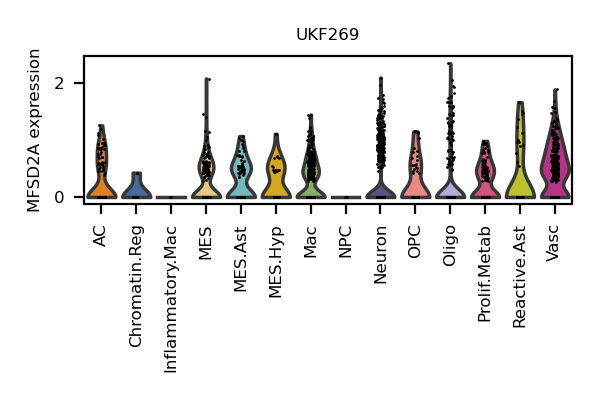 UKF269
MFSD2A expression
2
0
AC
Chromatin.Reg
Inflammatory.Mac
MES
MES.Ast
MES.Hyp
Mac
NPC
Neuron
OPC
Oligo
Prolif.Metab
Reactive.Ast
Vasc